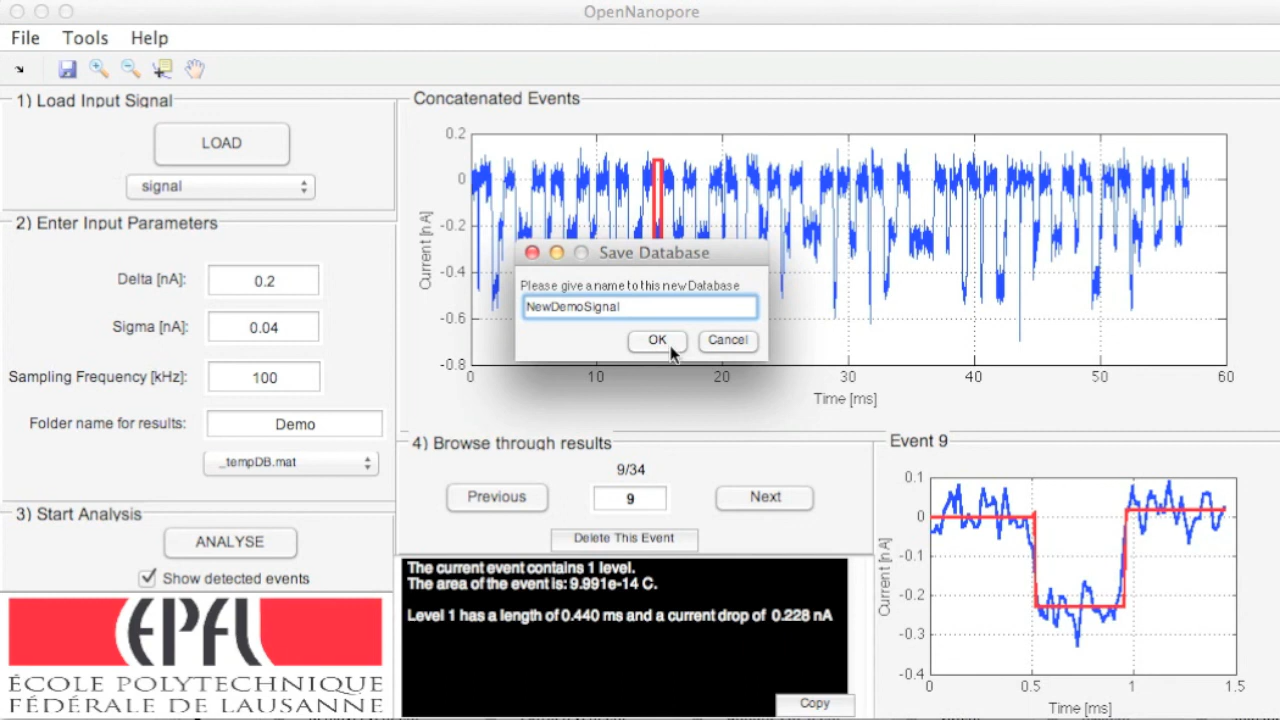 OpenNanopore
File Tools Help
1) Load Input Signal
LOAD
signal
2) Enter Input Parameters
Delta [nA]:
0.2
Sigma [nA]:
0.04
Sampling Frequency [kHz]:
100
Folder name for results:
Demo
_tempDB.mat
3) Start Analysis
ANALYSE
Show detected events
EPFL
ÉCOLE POLYTECHNIQUE
FÉDÉRALE DE LAUSANNE
Concatenated Events
0.2
0
-0.2
-0.4
-0.6
-0.8
Current [nA]
0 10 20 30 40 50 60
Time [ms]
Save Database
Please give a name to this new Database
NewDemoSignal
OK
Cancel
4) Browse through results
9/34
Previous
9
Next
Delete This Event
The current event contains 1 level.
The area of the event is: 9.991e-14 C.
Level 1 has a length of 0.440 ms and a current drop of 0.228 nA
Copy
Event 9
0.1
0
-0.1
-0.2
-0.3
-0.4
Current [nA]
0 0.5 1 1.5
Time [ms]